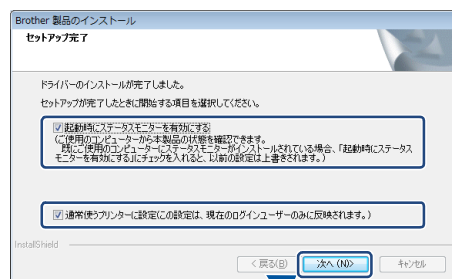 Brother 製品のインストール
セットアップ完了
ドライバーのインストールが完了しました。
セットアップが完了したときに開始する項目を選択してください。
起動時にステータスモニターを有効にする
(ご使用のコンピューターから本製品の状態を確認できます。
既にご使用のコンピューターにステータスモニターがインストールされている場合、「起動時にステータス
モニターを有効にする」にチェックを入れると、以前の設定は上書きされます。)
通常使うプリンターに設定(この設定は、現在のログインユーザーのみに反映されます。)
InstallShield
< 戻る(B)
次へ (N)>
キャンセル